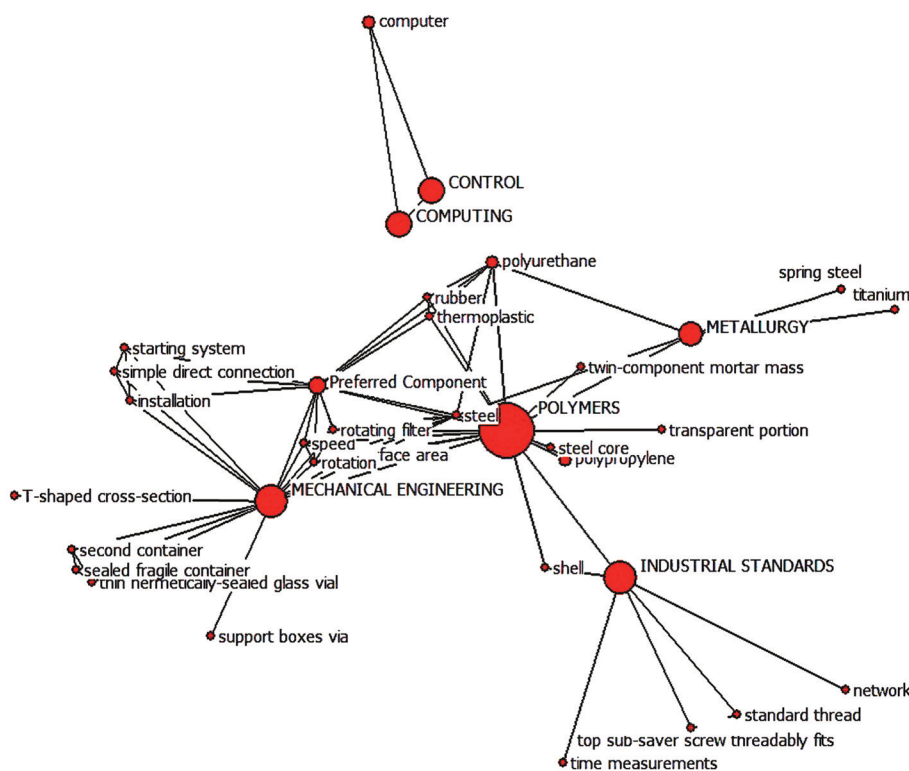 computer
CONTROL
COMPUTING
polyurethane
spring steel
titanium
rubber
thermoplastic
METALLURGY
starting system
simple direct connection
twin-component mortar mass
Preferred Component
installation
POLYMERS
steel
rotating filter
transparent portion
speed
face area
steel core
rotation
polypropylene
MECHANICAL ENGINEERING
T-shaped cross-section
second container
sealed fragile container
thin hermetically-sealed glass vial
shell
INDUSTRIAL STANDARDS
support boxes via
network
standard thread
top sub-saver screw threadably fits
time measurements